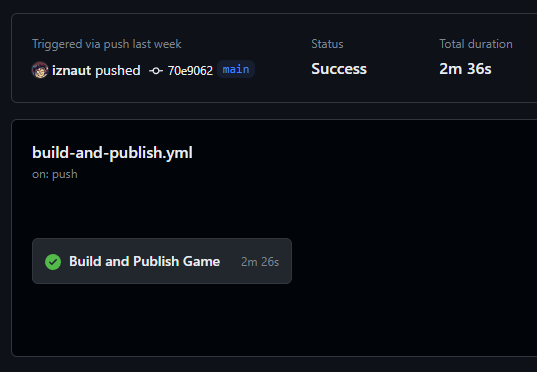 Triggered via push last week
iznaut pushed 70e9062 main
Status
Success
Total duration
2m 36s
build-and-publish.yml
on: push
Build and Publish Game 2m 26s